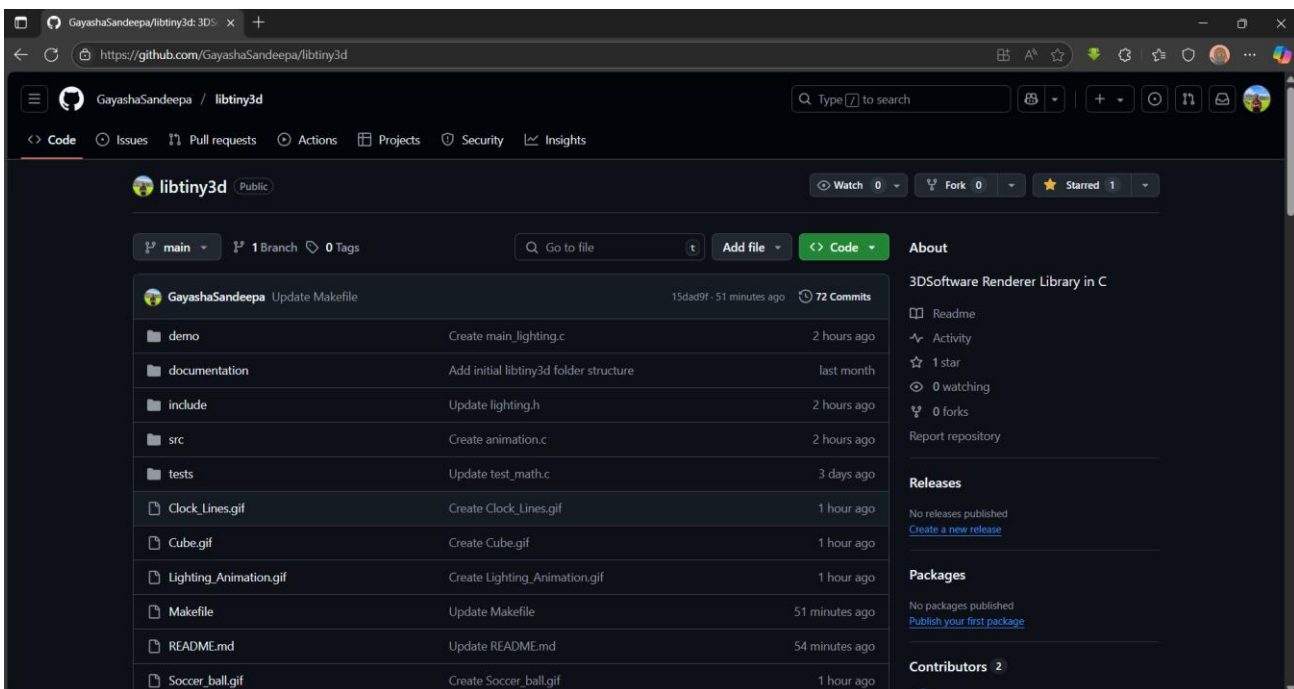 GayashaSandeepa/libtiny3d: 3DS
https://github.com/GayashaSandeepa/libtiny3d
GayashaSandeepa / libtiny3d
Type / to search
Code Issues Pull requests Actions Projects Security Insights
libtiny3d Public
Watch 0 Fork 0 Starred 1
main 1 Branch 0 Tags Go to file t Add file Code
GayashaSandeepa Update Makefile 15dad9f · 51 minutes ago 72 Commits
demo Create main_lighting.c 2 hours ago
documentation Add initial libtiny3d folder structure last month
include Update lighting.h 2 hours ago
src Create animation.c 2 hours ago
tests Update test_math.c 3 days ago
Clock_Lines.gif Create Clock_Lines.gif 1 hour ago
Cube.gif Create Cube.gif 1 hour ago
Lighting_Animation.gif Create Lighting_Animation.gif 1 hour ago
Makefile Update Makefile 51 minutes ago
README.md Update README.md 54 minutes ago
Soccer_ball.gif Create Soccer_ball.gif 1 hour ago
About
3DSoftware Renderer Library in C
Readme
Activity
1 star
0 watching
0 forks
Report repository
Releases
No releases published
Create a new release
Packages
No packages published
Publish your first package
Contributors 2